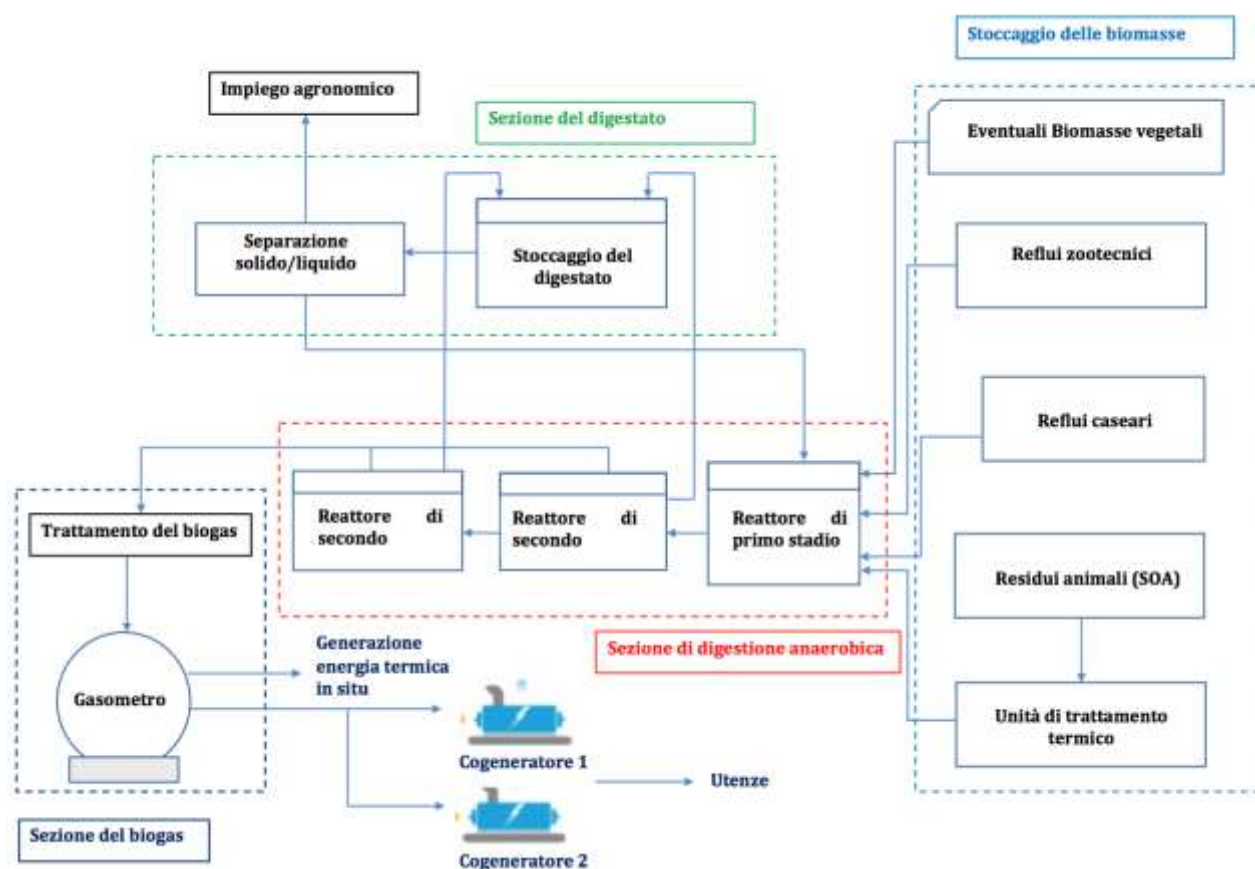 Stoccaggio delle biomasse
Impiego agronomico
Sezione del digestato
Eventuali Biomasse vegetali
Separazione
solido/liquido
Stoccaggio del
digestato
Reflui zootecnici
Reflui caseari
Trattamento del biogas
Reattore di
secondo
Reattore di
secondo
Reattore di
primo stadio
Residui animali (SOA)
Sezione di digestione anaerobica
Generazione
energia termica
in situ
Gasometro
Unità di trattamento
termico
Cogeneratore 1
Utenze
Sezione del biogas
Cogeneratore 2